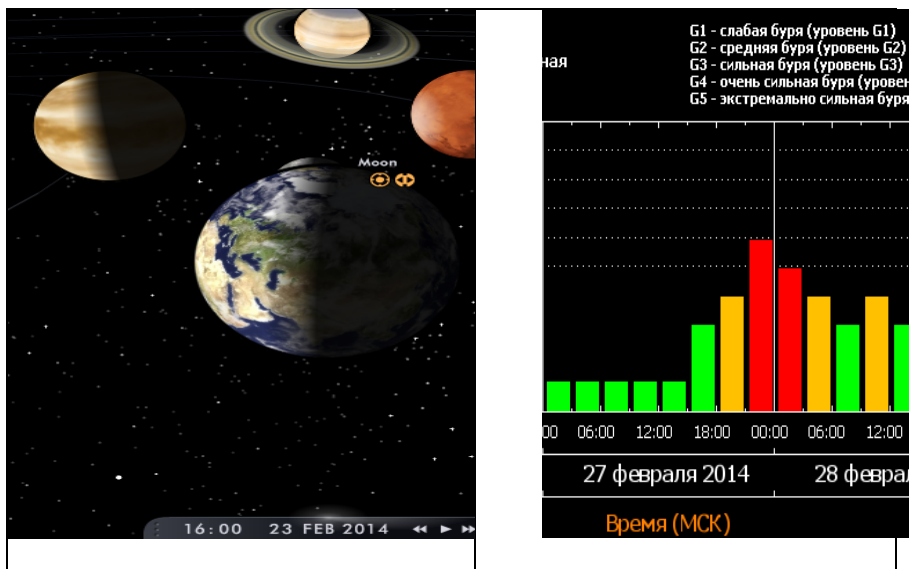 Moon
16:00 23 FEB 2014
G1 - слабая буря (уровень G1)
G2 - средняя буря (уровень G2)
G3 - сильная буря (уровень G3)
G4 - очень сильная буря (уровен
G5 - экстремально сильная буря
ная
00 06:00 12:00 18:00 00:00 06:00 12:00
27 февраля 2014 28 феврал
Время (МСК)